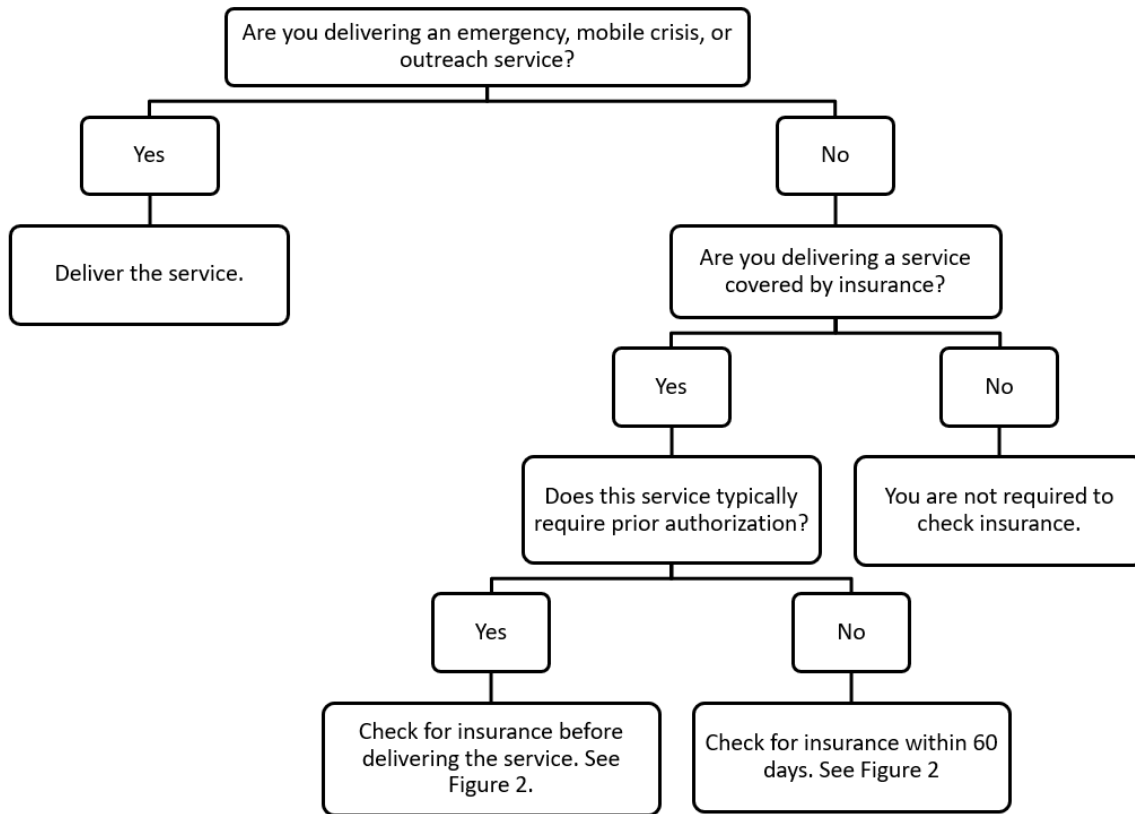 Are you delivering an emergency, mobile crisis, or
outreach service?
Yes
No
Deliver the service.
Are you delivering a service
covered by insurance?
Yes
No
Does this service typically
require prior authorization?
You are not required to
check insurance.
Yes
No
Check for insurance before
delivering the service. See
Figure 2.
Check for insurance within 60
days. See Figure 2